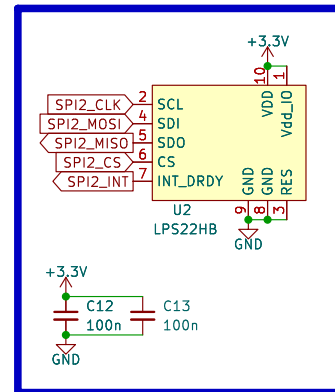 +3.3V
10
1
VDD
Vdd_IO
SPI2_CLK 2 SCL
SPI2_MOSI 4 SDI
SPI2_MISO 5 SDO
SPI2_CS 6 CS
SPI2_INT 7 INT_DRDY
GND
GND
RES
9
8
3
U2
LPS22HB
GND
+3.3V
C12
100n
C13
100n
GND